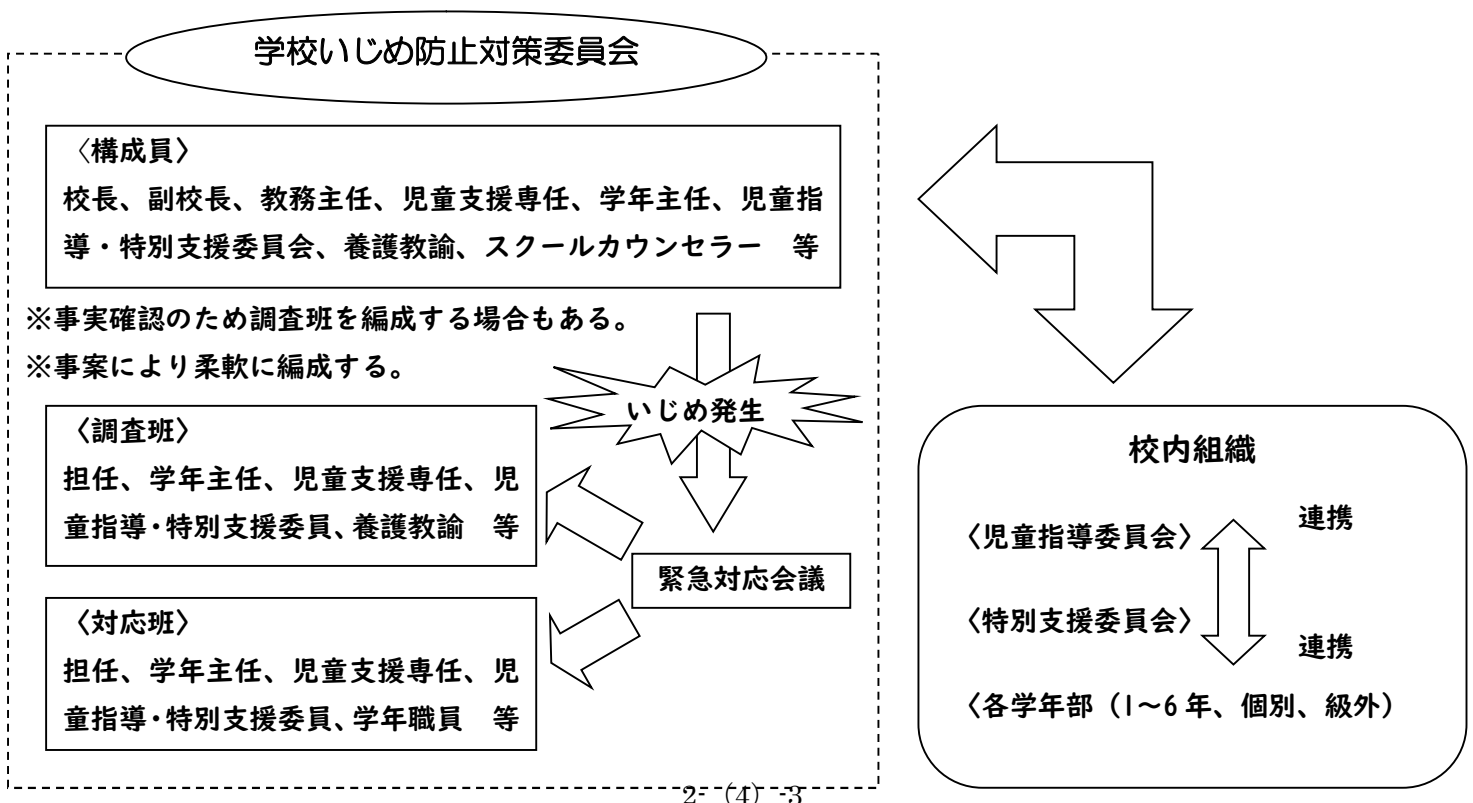 学校いじめ防止対策委員会
〈構成員〉
校長、副校長、教務主任、児童支援専任、学年主任、児童指
導・特別支援委員会、養護教諭、スクールカウンセラー　等
※事実確認のため調査班を編成する場合もある。
※事案により柔軟に編成する。
いじめ発生
〈調査班〉
担任、学年主任、児童支援専任、児
童指導・特別支援委員、養護教諭　等
緊急対応会議
〈対応班〉
担任、学年主任、児童支援専任、児
童指導・特別支援委員、学年職員　等
校内組織
連携
〈児童指導委員会〉
〈特別支援委員会〉
連携
〈各学年部（1～6年、個別、級外）
2-（4）-3